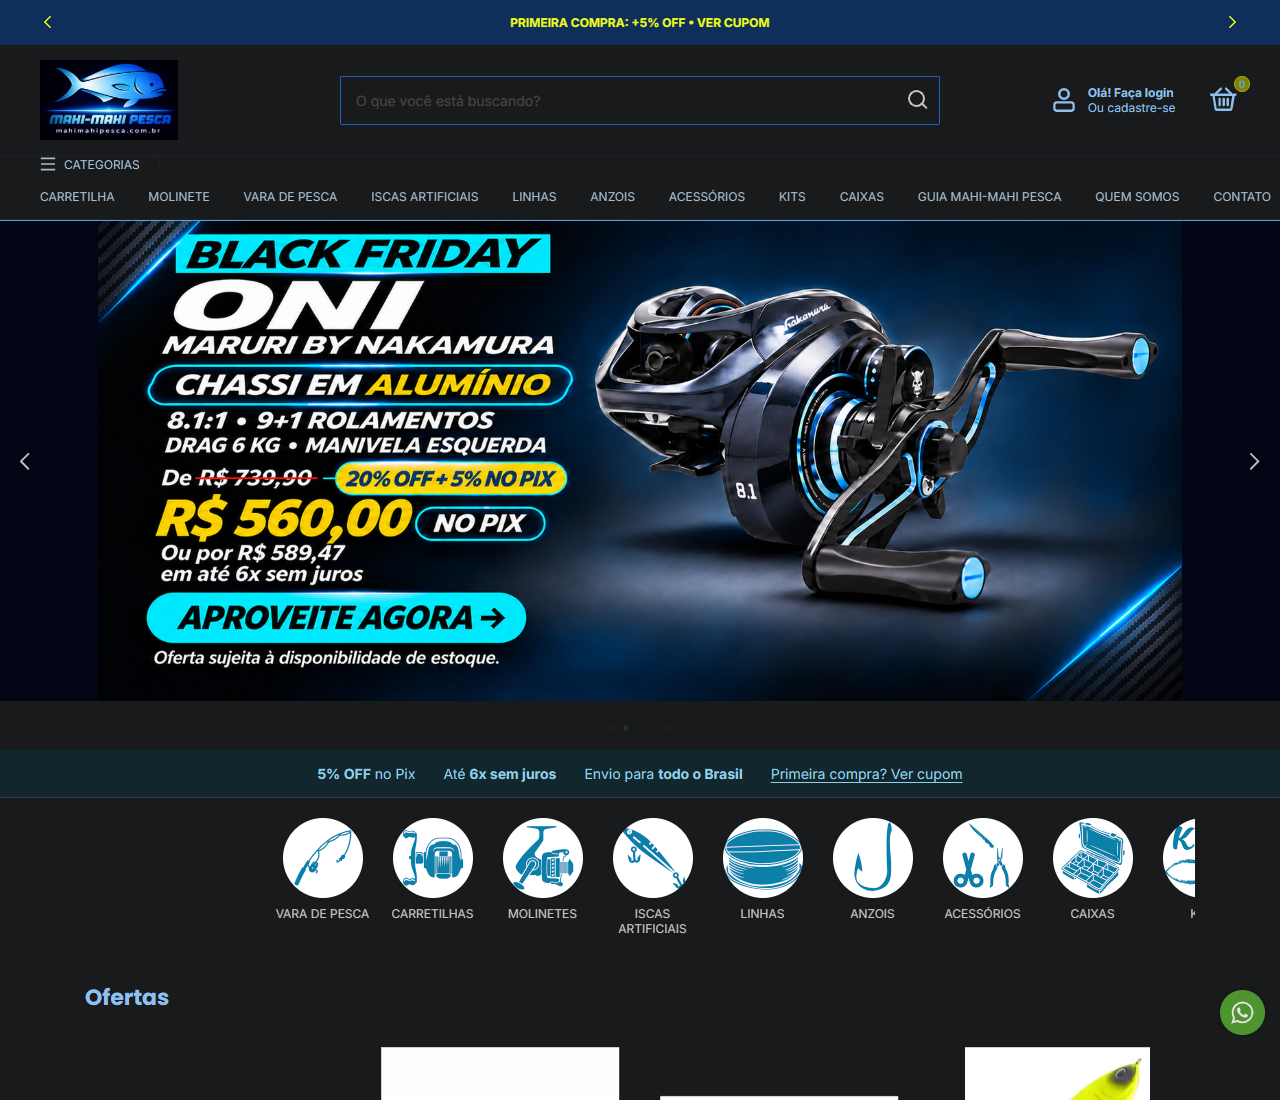 PRIMEIRA COMPRA: +5% OFF • VER CUPOM
MAHI-MAHI PESCA
mahimahipesca.com.br
O que você está buscando?
Olá! Faça login
Ou cadastre-se
0
CATEGORIAS
CARRETILHA MOLINETE VARA DE PESCA ISCAS ARTIFICIAIS LINHAS ANZOIS ACESSÓRIOS KITS CAIXAS GUIA MAHI-MAHI PESCA QUEM SOMOS CONTATO
BLACK FRIDAY
ONI
MARURI BY NAKAMURA
CHASSI EM ALUMÍNIO
8.1:1 • 9+1 ROLAMENTOS
DRAG 6 KG • MANIVELA ESQUERDA
De R$ 739,90 20% OFF + 5% NO PIX
R$ 560,00 NO PIX
Ou por R$ 589,47
em até 6x sem juros
APROVEITE AGORA →
Oferta sujeita à disponibilidade de estoque.
Nakamura
8.1
5% OFF no Pix Até 6x sem juros Envio para todo o Brasil Primeira compra? Ver cupom
VARA DE PESCA CARRETILHAS MOLINETES ISCAS ARTIFICIAIS LINHAS ANZOIS ACESSÓRIOS CAIXAS
Ofertas